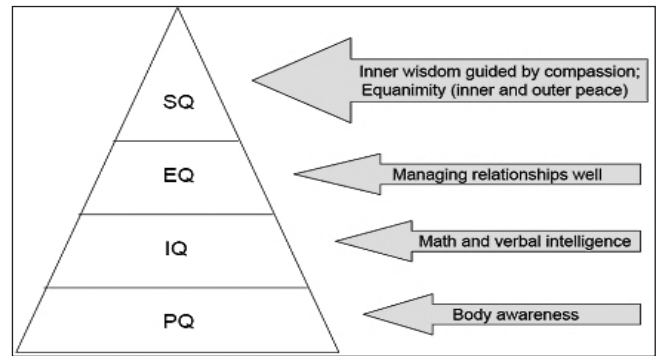 SQ
Inner wisdom guided by compassion;
Equanimity (inner and outer peace)
EQ
Managing relationships well
IQ
Math and verbal intelligence
PQ
Body awareness